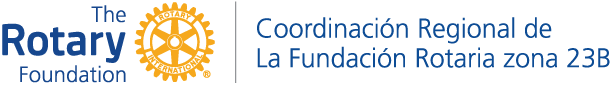 The
Rotary
Foundation
ROTARY
INTERNATIONAL
®
Coordinación Regional de
La Fundación Rotaria zona 23B